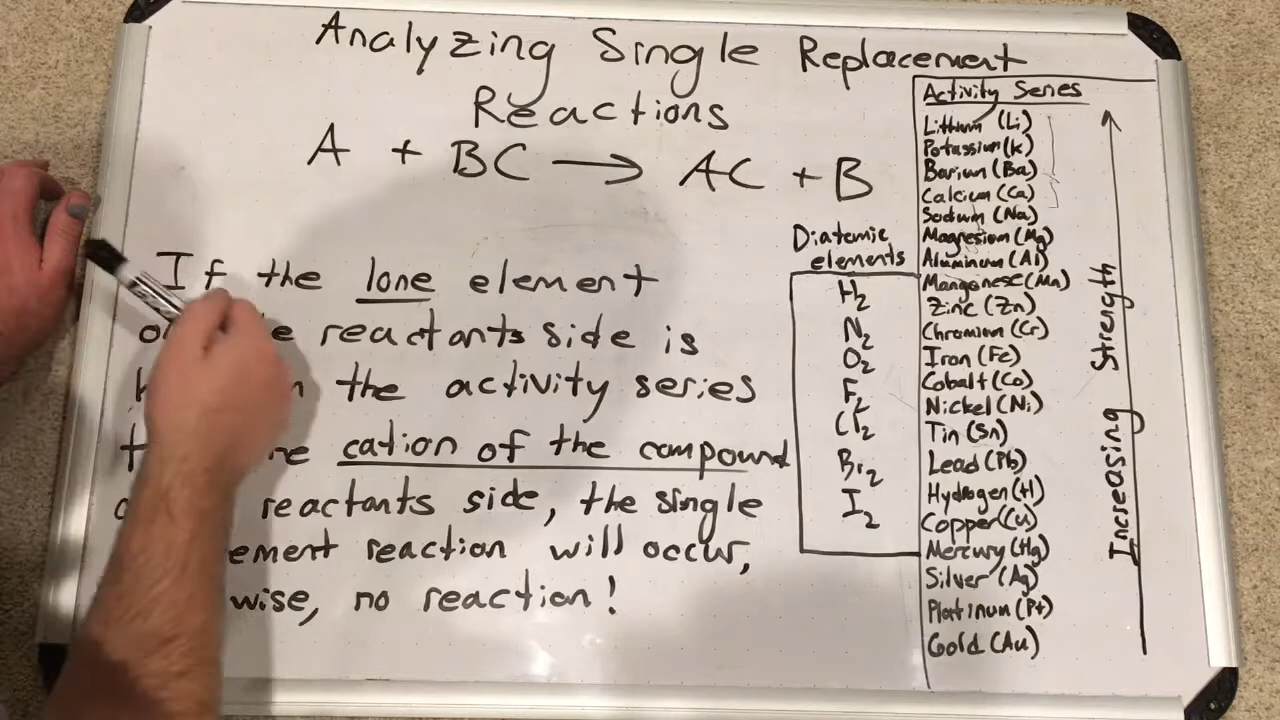 Analyzing Single Replacement
Reactions
A + BC → AC + B
If the lone element
reactants side is
the activity series
cation of the compound
reactants side, the single
ement reaction will occur,
wise, no reaction!
Diatomic
elements
H₂
N₂
O₂
F₂
Cl₂
Br₂
I₂
Activity Series
Lithium (Li)
Potassium (K)
Barium (Ba)
Calcium (Ca)
Sodium (Na)
Magnesium (Mg)
Aluminum (Al)
Manganese (Mn)
Zinc (Zn)
Chromium (Cr)
Iron (Fe)
Cobalt (Co)
Nickel (Ni)
Tin (Sn)
Lead (Pb)
Hydrogen (H)
Copper (Cu)
Mercury (Hg)
Silver (Ag)
Platinum (Pt)
Gold (Au)
Increasing Strength